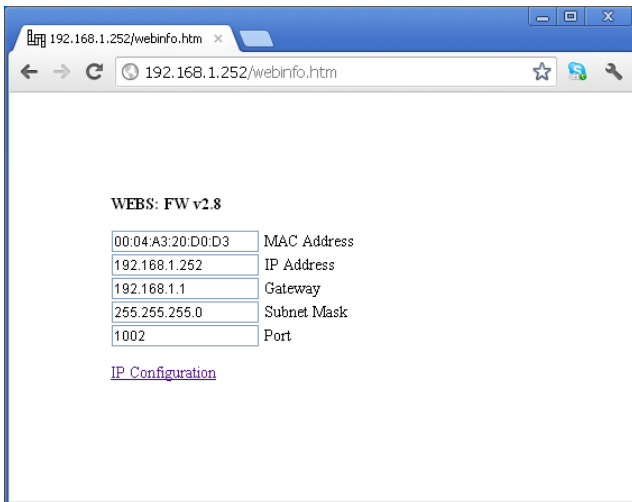 192.168.1.252/webinfo.htm
192.168.1.252/webinfo.htm
WEBS: FW v2.8
00:04:A3:20:D0:D3 MAC Address
192.168.1.252 IP Address
192.168.1.1 Gateway
255.255.255.0 Subnet Mask
1002 Port
IP Configuration